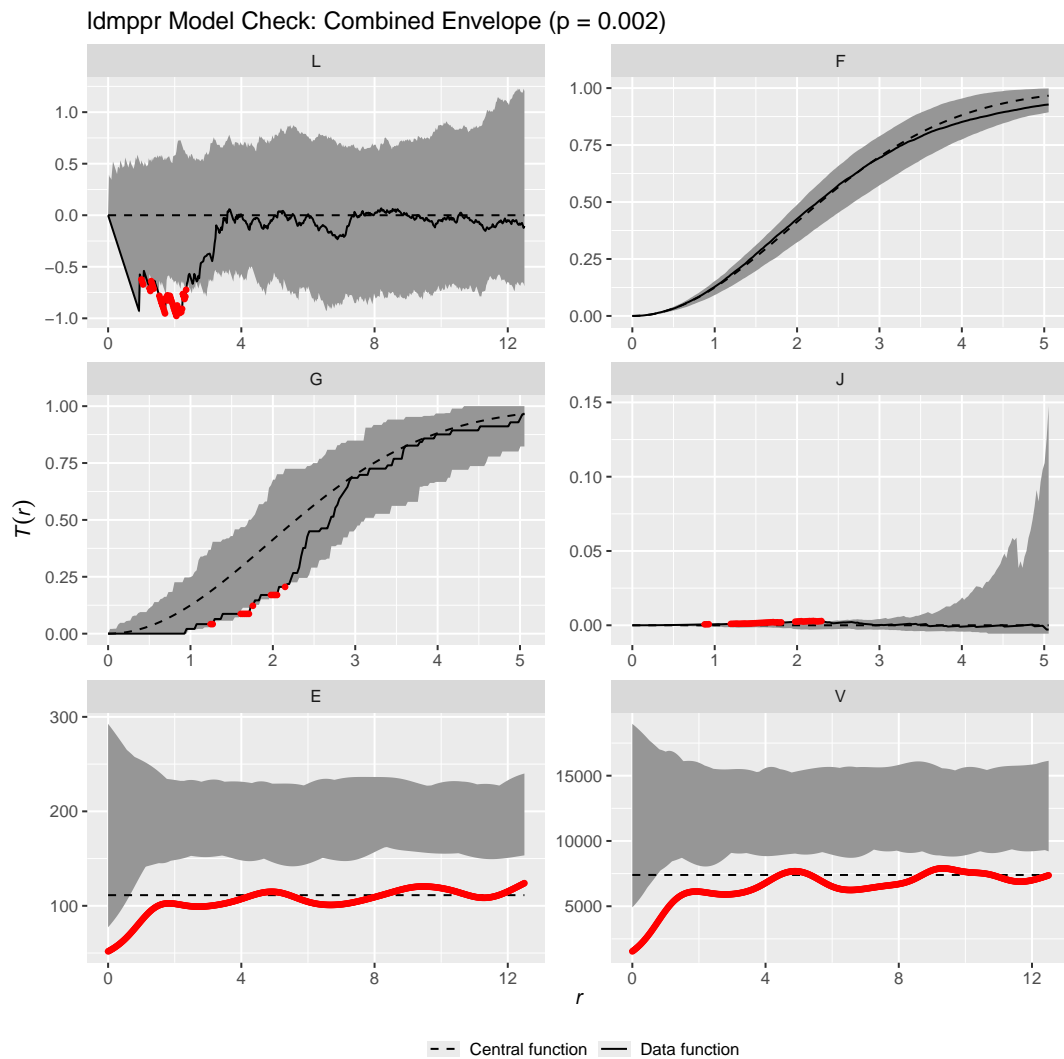 ldmppr Model Check: Combined Envelope (p = 0.002)
L
F
1.0
0.5
0.0
−0.5
−1.0
0 4 8 12
1.00
0.75
0.50
0.25
0.00
0 1 2 3 4 5
G
J
1.00
0.75
0.50
0.25
0.00
0 1 2 3 4 5
0.15
0.10
0.05
0.00
0 1 2 3 4 5
T(r)
E
V
300
200
100
0 4 8 12
15000
10000
5000
0 4 8 12
r
Central function Data function